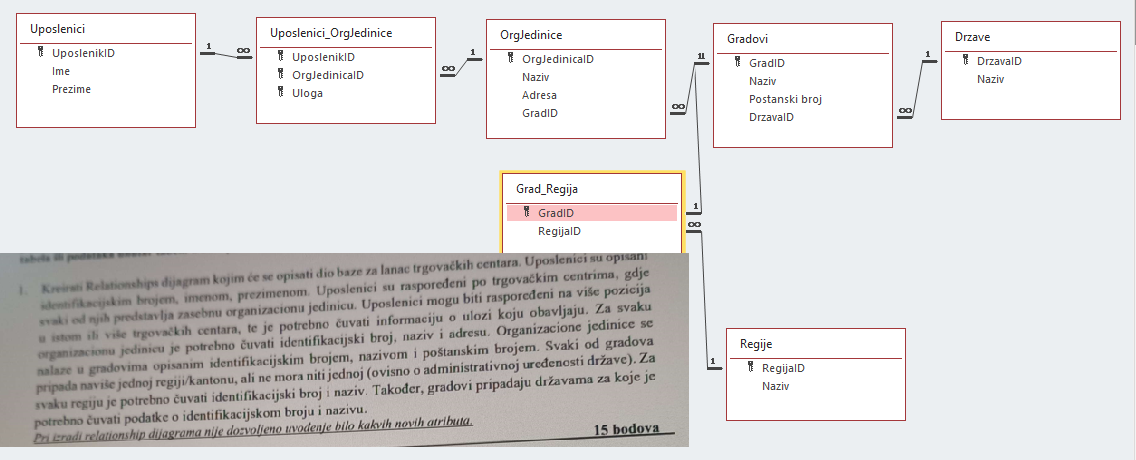 Uposlenici
UposlenikID
Ime
Prezime
1
∞
Uposlenici_OrgJedinice
UposlenikID
OrgJedinicaID
Uloga
∞
1
OrgJedinice
OrgJedinicaID
Naziv
Adresa
GradID
∞
1
1
Gradovi
GradID
Naziv
Postanski broj
DrzavaID
∞
1
Drzave
DrzavaID
Naziv
Grad_Regija
GradID
RegijaID
1
∞
1
Regije
RegijaID
Naziv
tabela ili podataka
1. Kreirati Relationships dijagram kojim će se opisati dio baze za lanac trgovačkih centara. Uposlenici su opisani
identifikacijskim brojem, imenom, prezimenom. Uposlenici su raspoređeni po trgovačkim centrima, gdje
svaki od njih predstavlja zasebnu organizacionu jedinicu. Uposlenici mogu biti raspoređeni na više pozicija
u istom ili više trgovačkih centara, te je potrebno čuvati informaciju o ulozi koju obavljaju. Za svaku
organizacionu jedinicu je potrebno čuvati identifikacijski broj, naziv i adresu. Organizacione jedinice se
nalaze u gradovima opisanim identifikacijskim brojem, nazivom i poštanskim brojem. Svaki od gradova
pripada naviše jednoj regiji/kantonu, ali ne mora niti jednoj (ovisno o administrativnoj uređenosti države). Za
svaku regiju je potrebno čuvati identifikacijski broj i naziv. Također, gradovi pripadaju državama za koje je
potrebno čuvati podatke o identifikacijskom broju i nazivu.
Pri izradi relationship dijagrama nije dozvoljeno uvođenje bilo kakvih novih atributa.
15 bodova